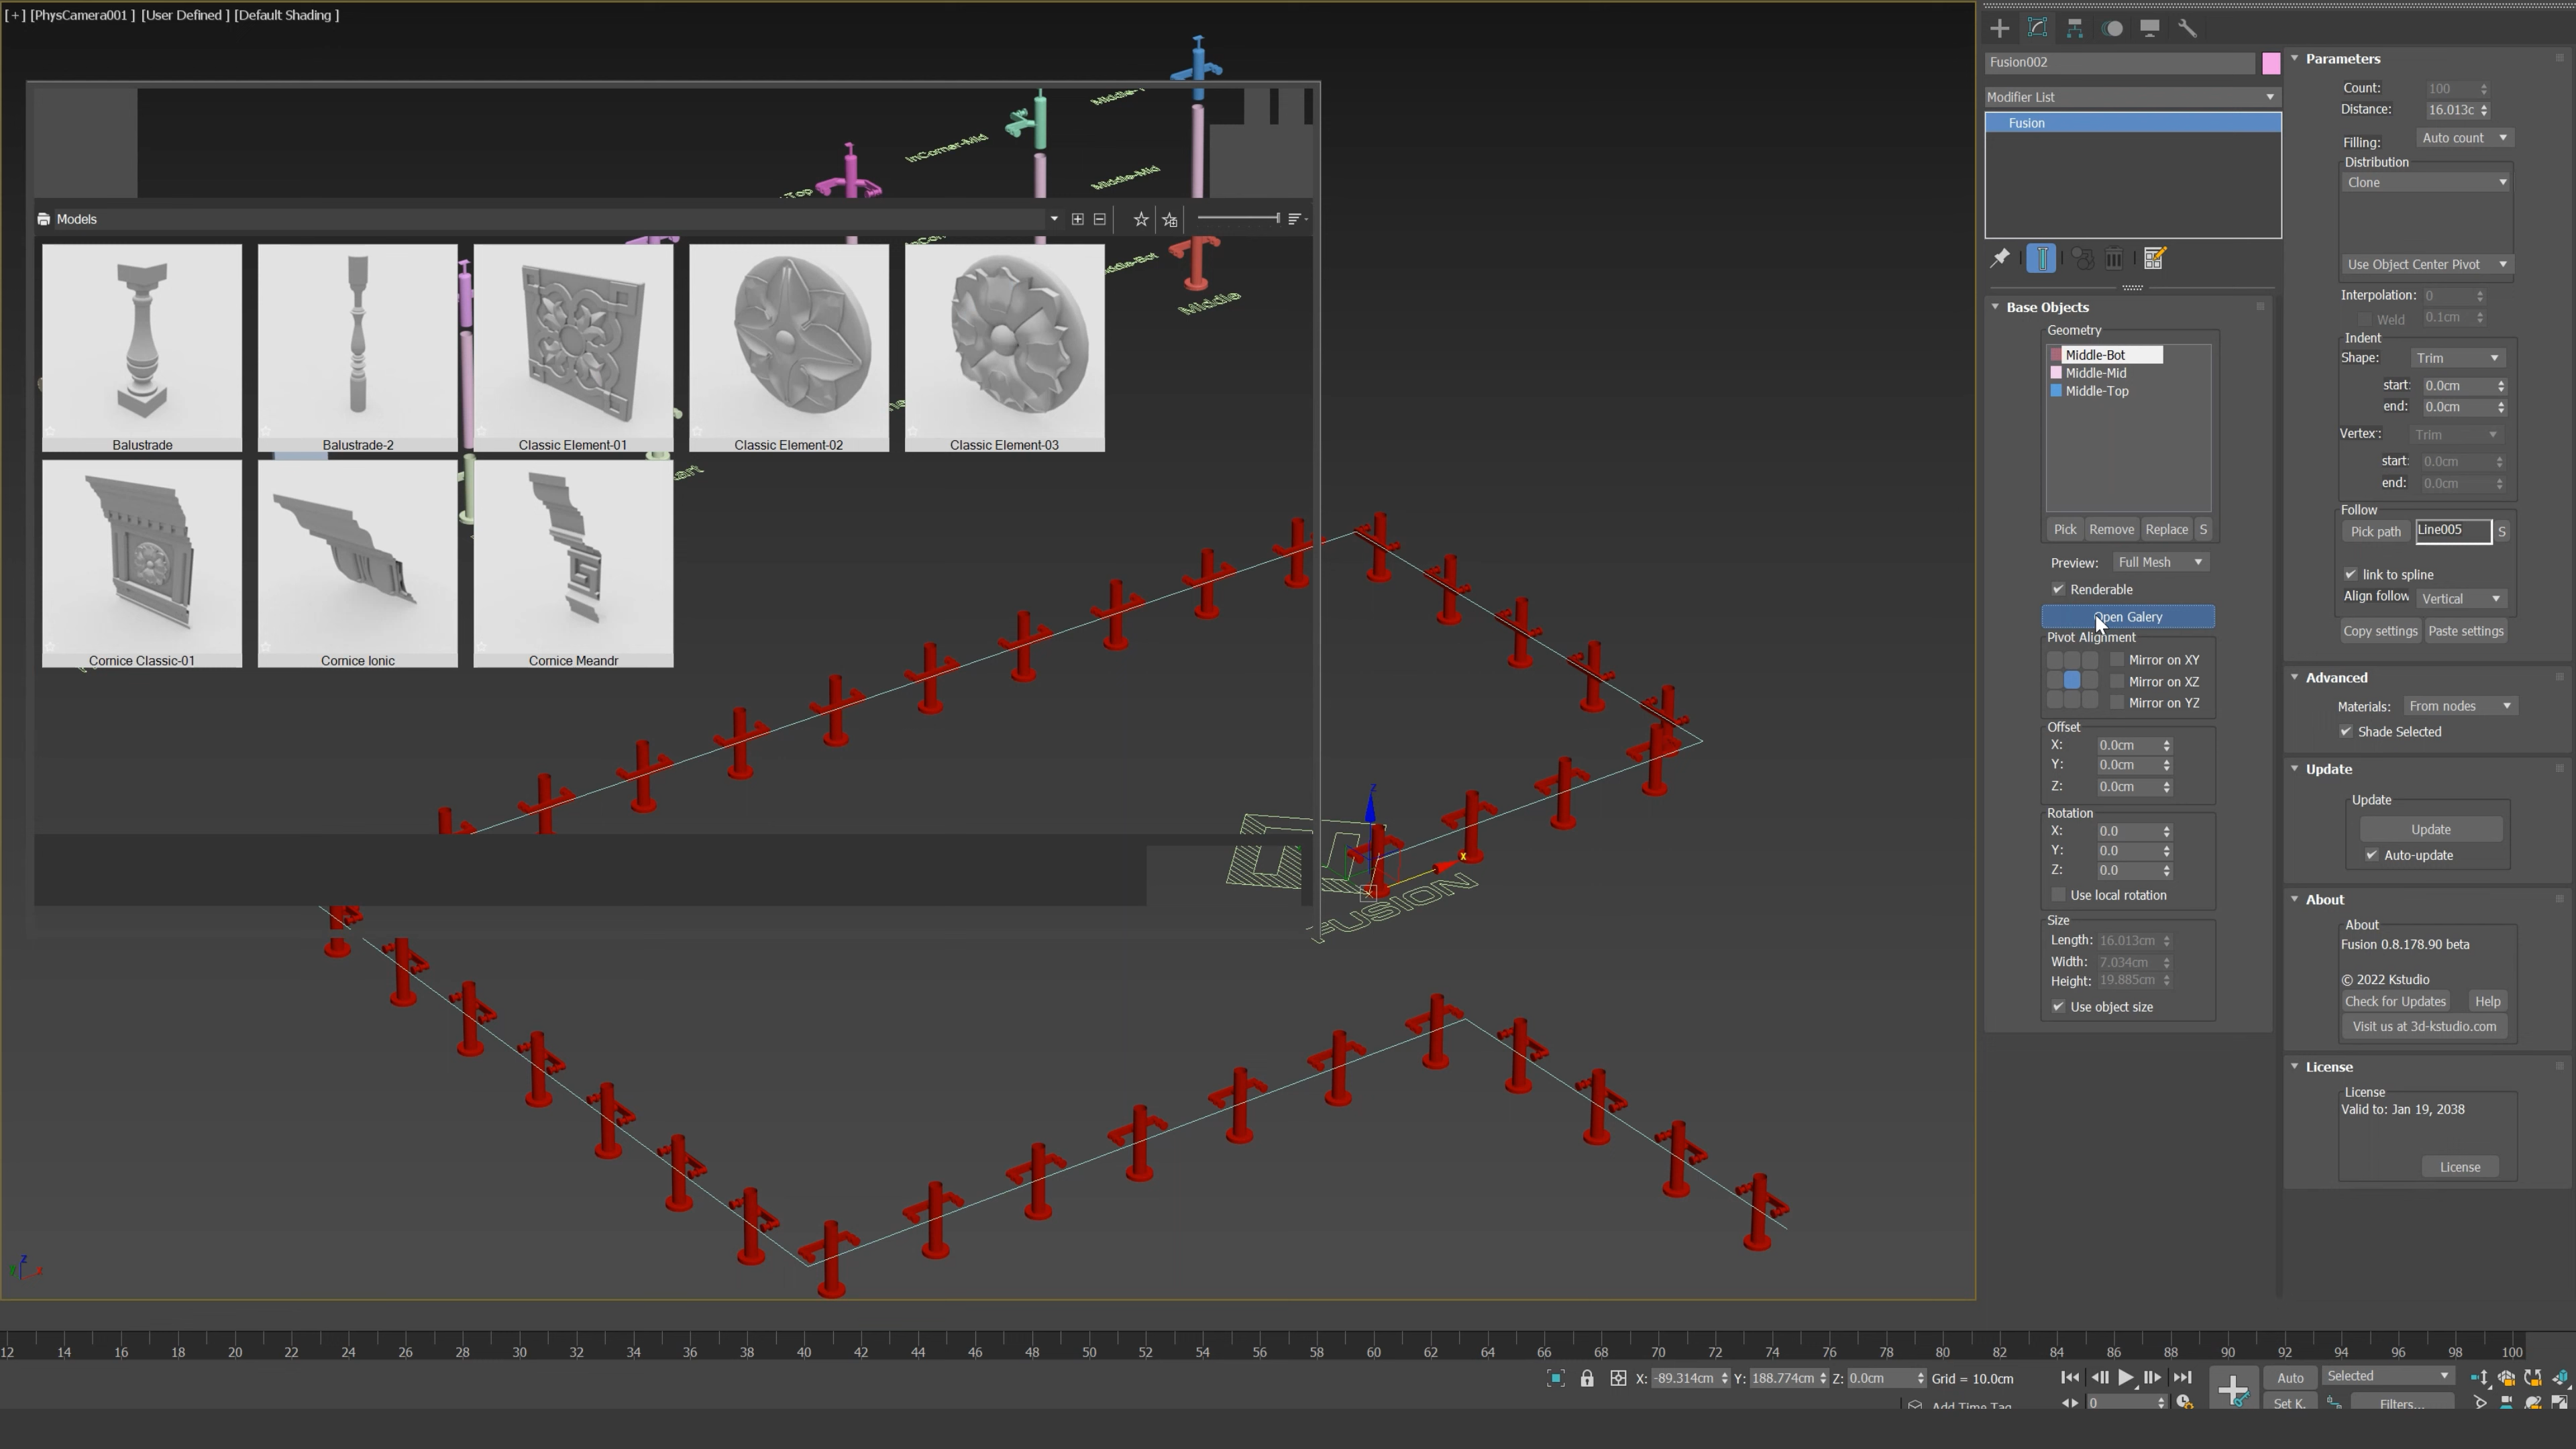 [+] [PhysCamera001 ] [User Defined ] [Default Shading ]
InCorner-Mid
Middle-Mid
Middle
Models
Balustrade
Balustrade-2
Classic Element-01
Classic Element-02
Classic Element-03
Cornice Classic-01
Cornice Ionic
Cornice Meandr
FUSION
Fusion002
Modifier List
Fusion
Base Objects
Geometry
Middle-Bot
Middle-Mid
Middle-Top
Pick Remove Replace S
Preview: Full Mesh
Renderable
Open Galery
Pivot Alignment
Mirror on XY
Mirror on XZ
Mirror on YZ
Offset
X: 0.0cm
Y: 0.0cm
Z: 0.0cm
Rotation
X: 0.0
Y: 0.0
Z: 0.0
Use local rotation
Size
Length: 16.013cm
Width: 7.034cm
Height: 19.885cm
Use object size
Parameters
Count: 100
Distance: 16.013c
Filling: Auto count
Distribution
Clone
Use Object Center Pivot
Interpolation: 0
Weld 0.1cm
Indent
Shape: Trim
start: 0.0cm
end: 0.0cm
Vertex: Trim
start: 0.0cm
end: 0.0cm
Follow
Pick path Line005 S
link to spline
Align follow Vertical
Copy settings Paste settings
Advanced
Materials: From nodes
Shade Selected
Update
Update
Update
Auto-update
About
About
Fusion 0.8.178.90 beta
© 2022 Kstudio
Check for Updates Help
Visit us at 3d-kstudio.com
License
License
Valid to: Jan 19, 2038
License
12 14 16 18 20 22 24 26 28 30 32 34 36 38 40 42 44 46 48 50 52 54 56 58 60 62 64 66 68 70 72 74 76 78 80 82 84 86 88 90 92 94 96 98 100
X: -89.314cm Y: 188.774cm Z: 0.0cm Grid = 10.0cm
Auto Selected
Add Time Tag 0 Set K. Filters...